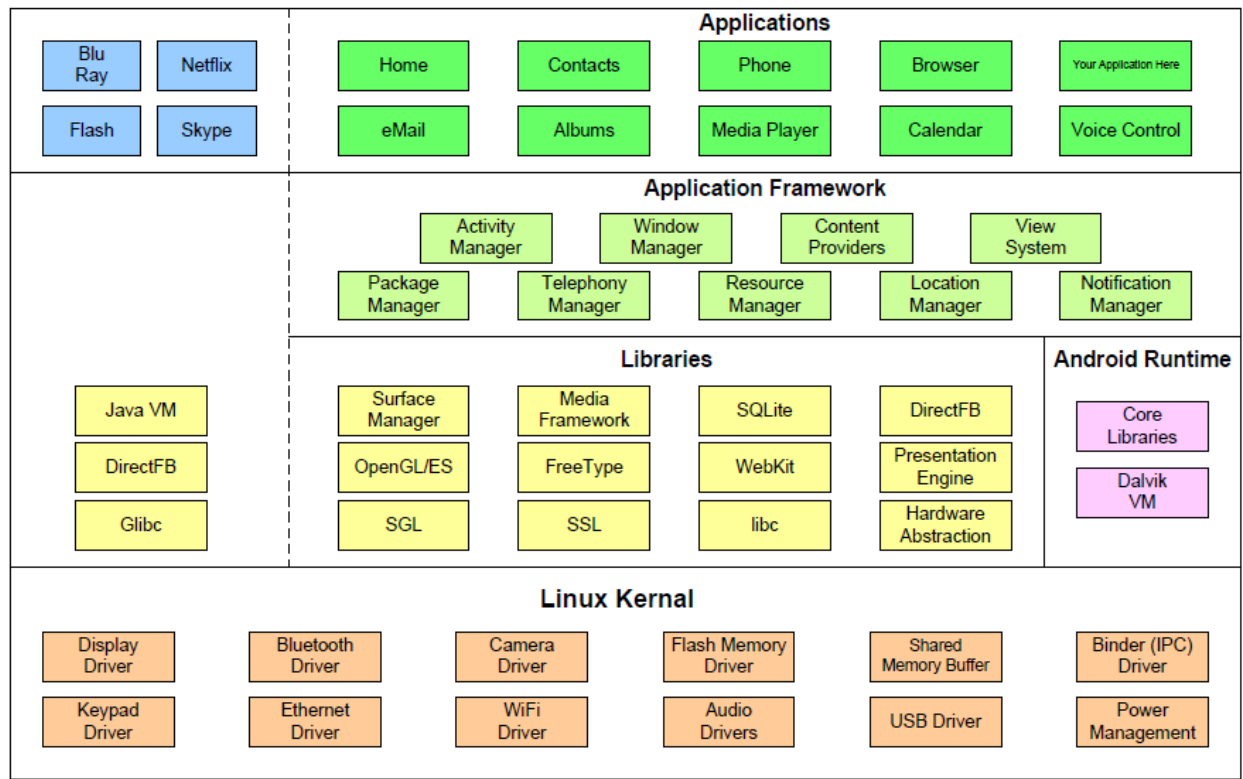 Applications
Blu
Ray
Netflix
Home
Contacts
Phone
Browser
Your Application Here
Flash
Skype
eMail
Albums
Media Player
Calendar
Voice Control
Application Framework
Activity
Manager
Window
Manager
Content
Providers
View
System
Package
Manager
Telephony
Manager
Resource
Manager
Location
Manager
Notification
Manager
Libraries
Android Runtime
Java VM
Surface
Manager
Media
Framework
SQLite
DirectFB
Core
Libraries
DirectFB
OpenGL/ES
FreeType
WebKit
Presentation
Engine
Dalvik
VM
Glibc
SGL
SSL
libc
Hardware
Abstraction
Linux Kernal
Display
Driver
Bluetooth
Driver
Camera
Driver
Flash Memory
Driver
Shared
Memory Buffer
Binder (IPC)
Driver
Keypad
Driver
Ethernet
Driver
WiFi
Driver
Audio
Drivers
USB Driver
Power
Management